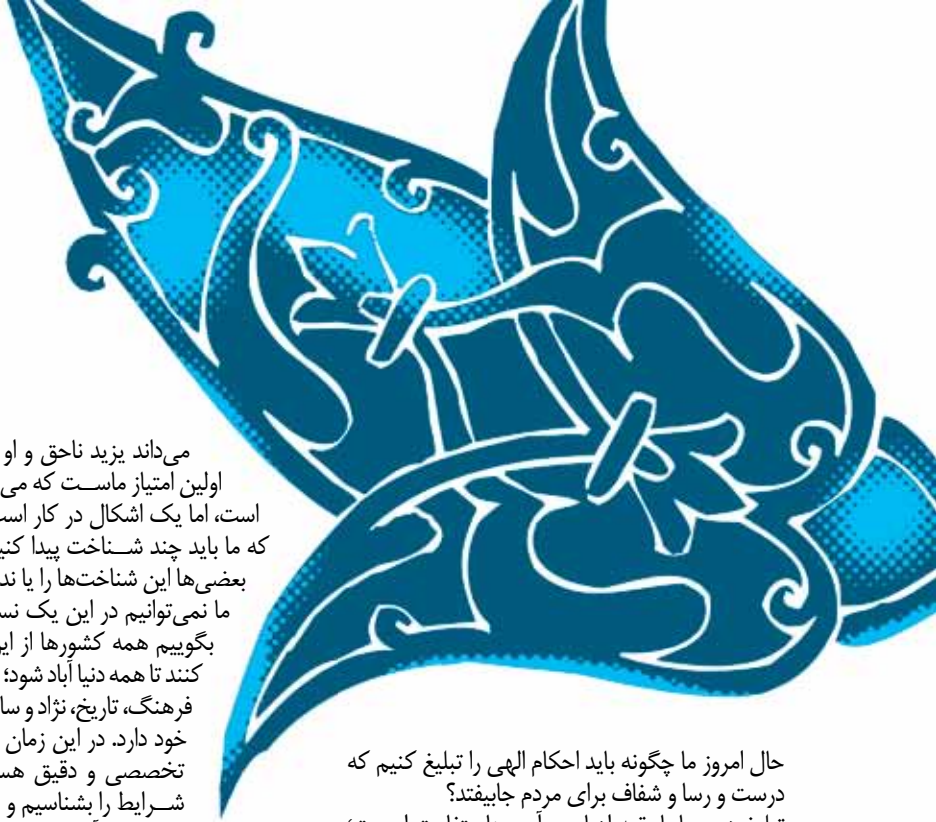 حال امروز ما چگونه باید احکام الهی را تبلیغ کنیم که
درست و رسا و شفاف برای مردم جابیفتد؟
می‌داند یزید ناحق و او
اولین امتیاز ماست که می
است، اما یک اشکال در کار است
که ما باید چند شناخت پیدا کنی
بعضی‌ها این شناخت‌ها را یا ند
ما نمی‌توانیم در این یک نس
بگوییم همه کشورها از ایر
کنند تا همه دنیا آباد شود؛
فرهنگ، تاریخ، نژاد و سا
خود دارد. در این زمان
تخصصی و دقیق هس
شرایط را بشناسیم و